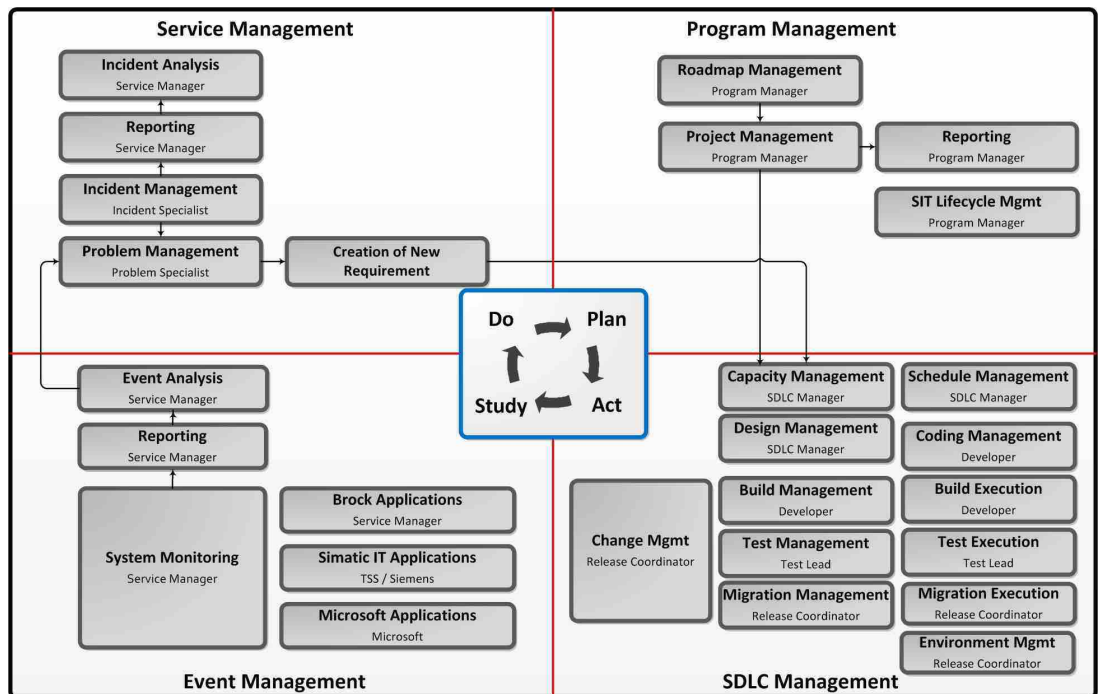 Service Management
Incident Analysis
Service Manager
Reporting
Service Manager
Incident Management
Incident Specialist
Problem Management
Problem Specialist
Creation of New
Requirement
Program Management
Roadmap Management
Program Manager
Project Management
Program Manager
Reporting
Program Manager
SIT Lifecycle Mgmt
Program Manager
Do
Plan
Study
Act
Event Analysis
Service Manager
Reporting
Service Manager
System Monitoring
Service Manager
Brock Applications
Service Manager
Simatic IT Applications
TSS / Siemens
Microsoft Applications
Microsoft
Event Management
Capacity Management
SDLC Manager
Schedule Management
SDLC Manager
Design Management
SDLC Manager
Coding Management
Developer
Change Mgmt
Release Coordinator
Build Management
Developer
Build Execution
Developer
Test Management
Test Lead
Test Execution
Test Lead
Migration Management
Release Coordinator
Migration Execution
Release Coordinator
Environment Mgmt
Release Coordinator
SDLC Management